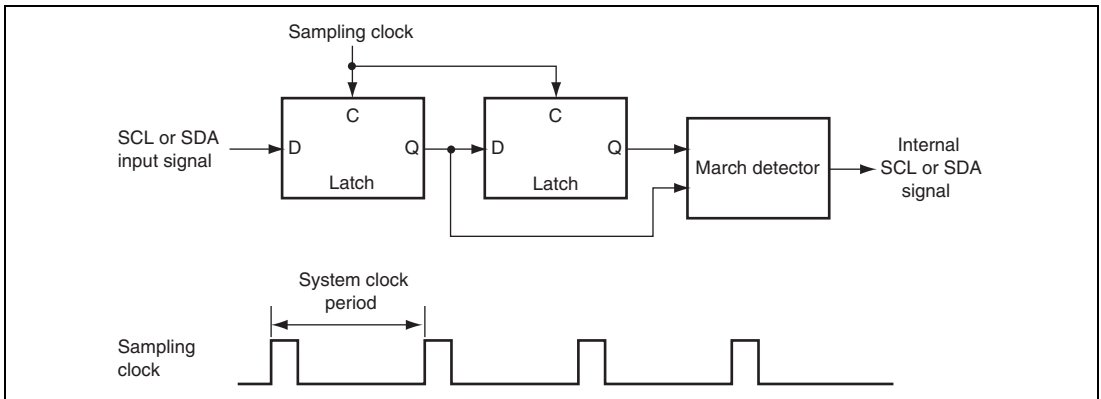 Sampling clock
SCL or SDA
input signal
D
C
Q
Latch
D
C
Q
Latch
March detector
Internal
SCL or SDA
signal
System clock
period
Sampling
clock